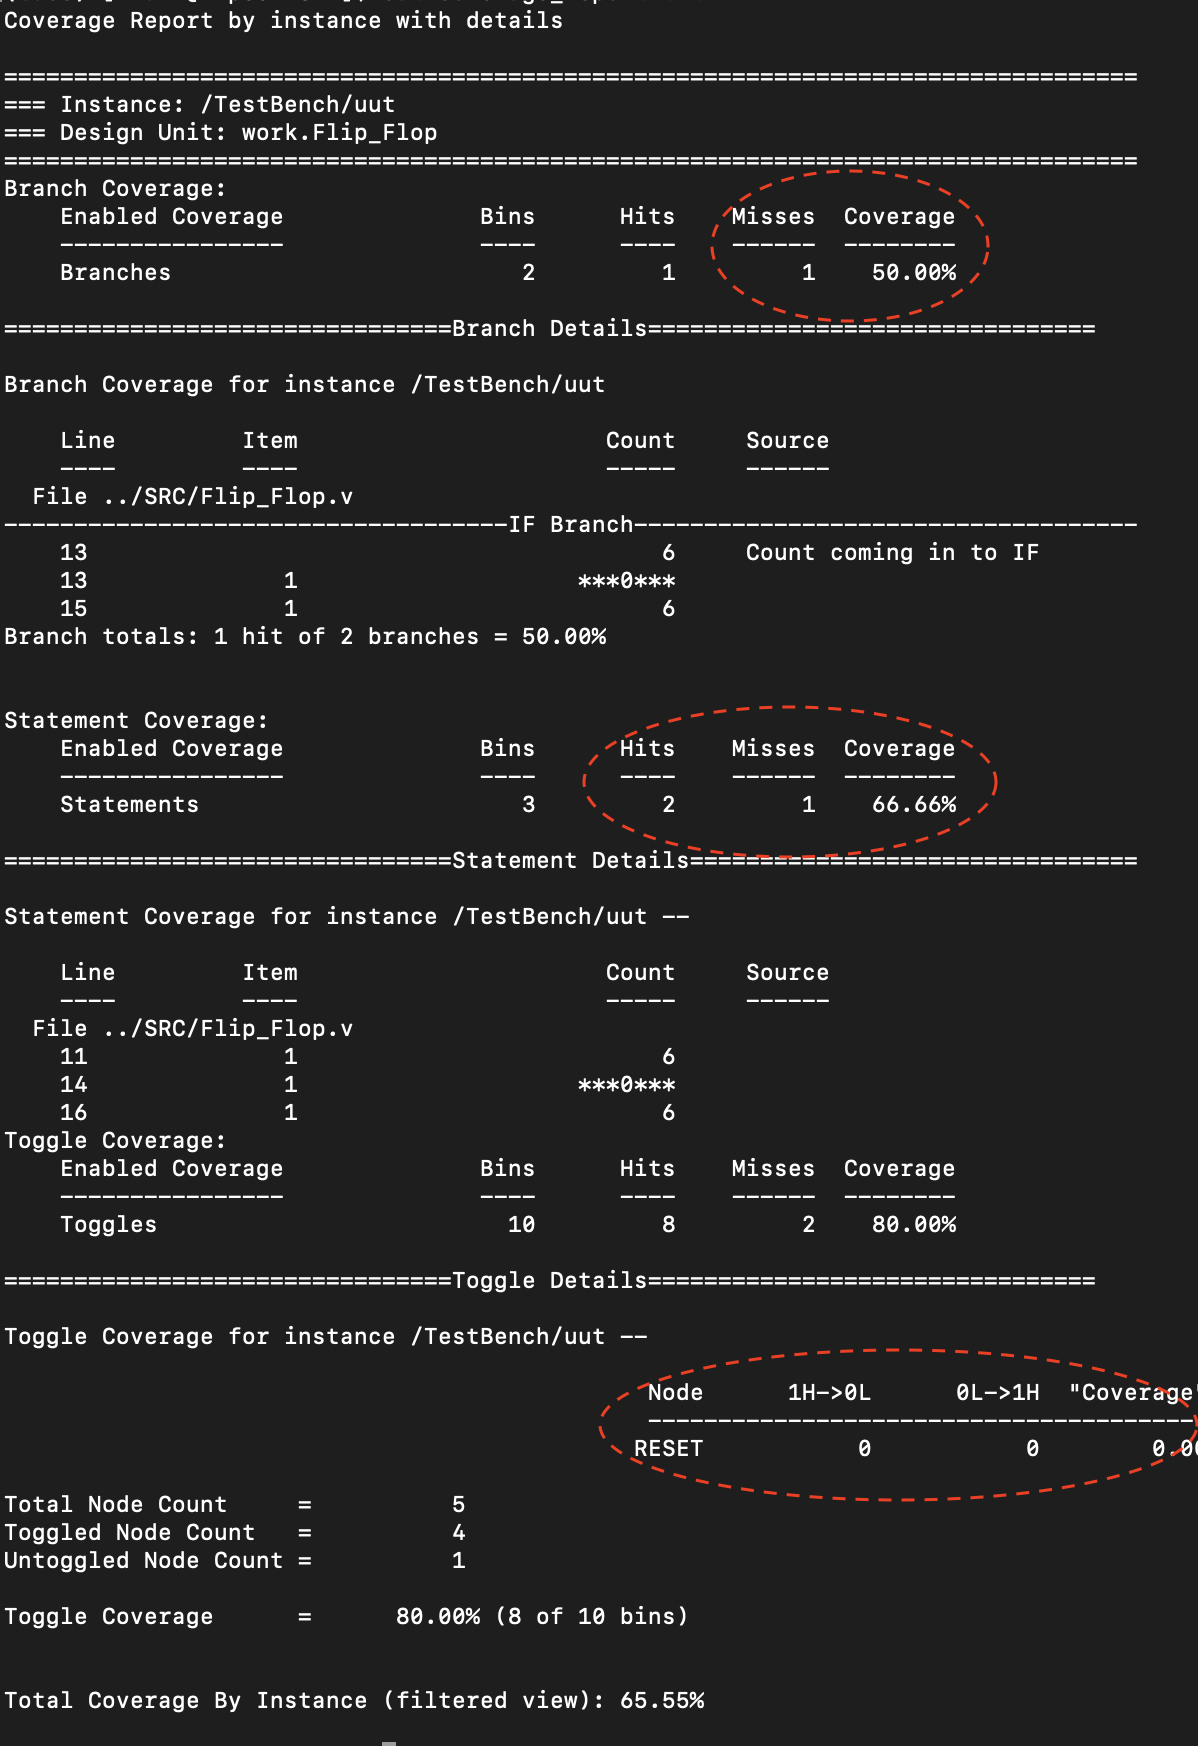 Coverage Report by instance with details
=================================================================================
=== Instance: /TestBench/uut
=== Design Unit: work.Flip_Flop
=================================================================================
Branch Coverage:
    Enabled Coverage              Bins      Hits    Misses  Coverage
    ----------------              ----      ----    ------  --------
    Branches                         2         1         1    50.00%
================================Branch Details================================
Branch Coverage for instance /TestBench/uut
    Line         Item                      Count     Source
    ----         ----                      -----     ------
  File ../SRC/Flip_Flop.v
------------------------------------IF Branch------------------------------------
    13                                         6     Count coming in to IF
    13              1                    ***0***
    15              1                          6
Branch totals: 1 hit of 2 branches = 50.00%
Statement Coverage:
    Enabled Coverage              Bins      Hits    Misses  Coverage
    ----------------              ----      ----    ------  --------
    Statements                       3         2         1    66.66%
================================Statement Details================================
Statement Coverage for instance /TestBench/uut --
    Line         Item                      Count     Source
    ----         ----                      -----     ------
  File ../SRC/Flip_Flop.v
    11              1                          6
    14              1                    ***0***
    16              1                          6
Toggle Coverage:
    Enabled Coverage              Bins      Hits    Misses  Coverage
    ----------------              ----      ----    ------  --------
    Toggles                         10         8         2    80.00%
================================Toggle Details================================
Toggle Coverage for instance /TestBench/uut --
                                              Node      1H->0L      0L->1H  "Coverage"
                                              ---------------------------------------
                                             RESET           0           0        0.00
Total Node Count     =          5
Toggled Node Count   =          4
Untoggled Node Count =          1
Toggle Coverage      =      80.00% (8 of 10 bins)
Total Coverage By Instance (filtered view): 65.55%